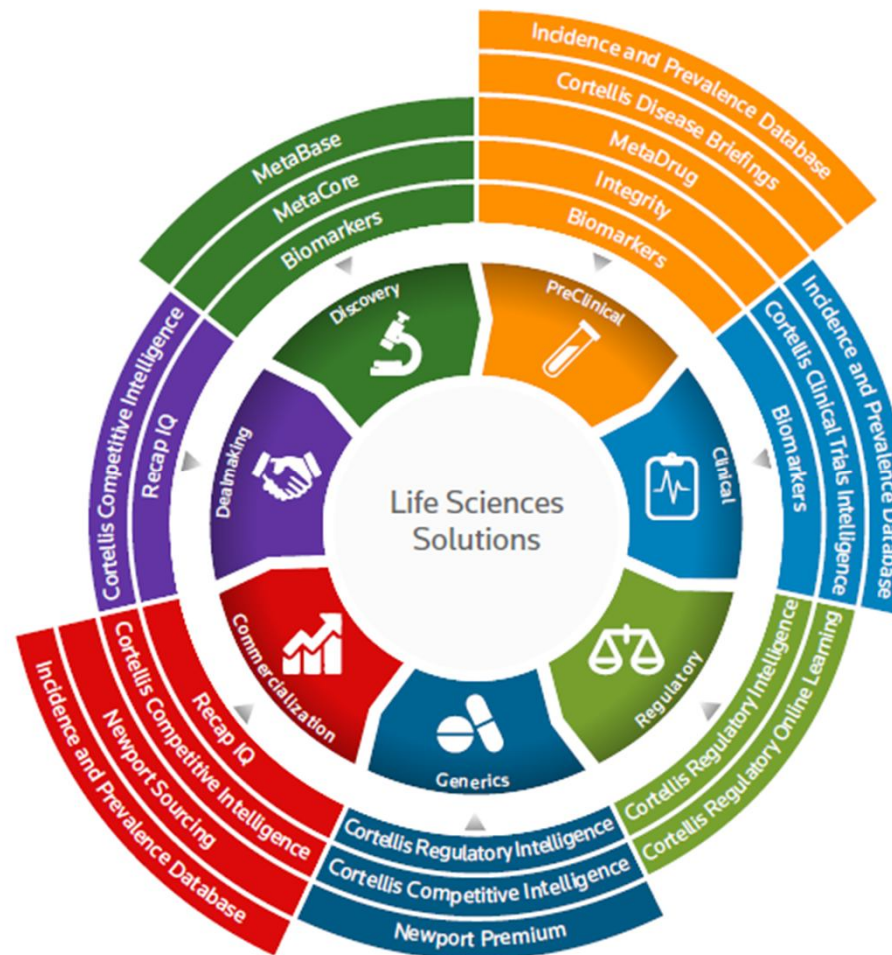 Life Sciences
Solutions
Discovery
MetaBase
MetaCore
Biomarkers
PreClinical
Incidence and Prevalence Database
Cortellis Disease Briefings
MetaDrug
Integrity
Biomarkers
Clinical
Incidence and Prevalence Database
Cortellis Clinical Trials Intelligence
Biomarkers
Regulatory
Cortellis Regulatory Intelligence
Cortellis Regulatory Online Learning
Generics
Cortellis Regulatory Intelligence
Cortellis Competitive Intelligence
Newport Premium
Commercialization
Recap IQ
Cortellis Competitive Intelligence
Newport Sourcing
Incidence and Prevalence Database
Dealmaking
Cortellis Competitive Intelligence
Recap IQ